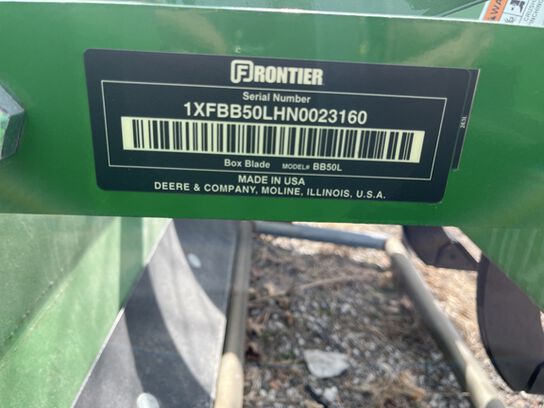 FRONTIER
Serial Number
1XFBB50LHN0023160
Box Blade MODEL# BB50L
MADE IN USA
DEERE & COMPANY, MOLINE, ILLINOIS, U.S.A.